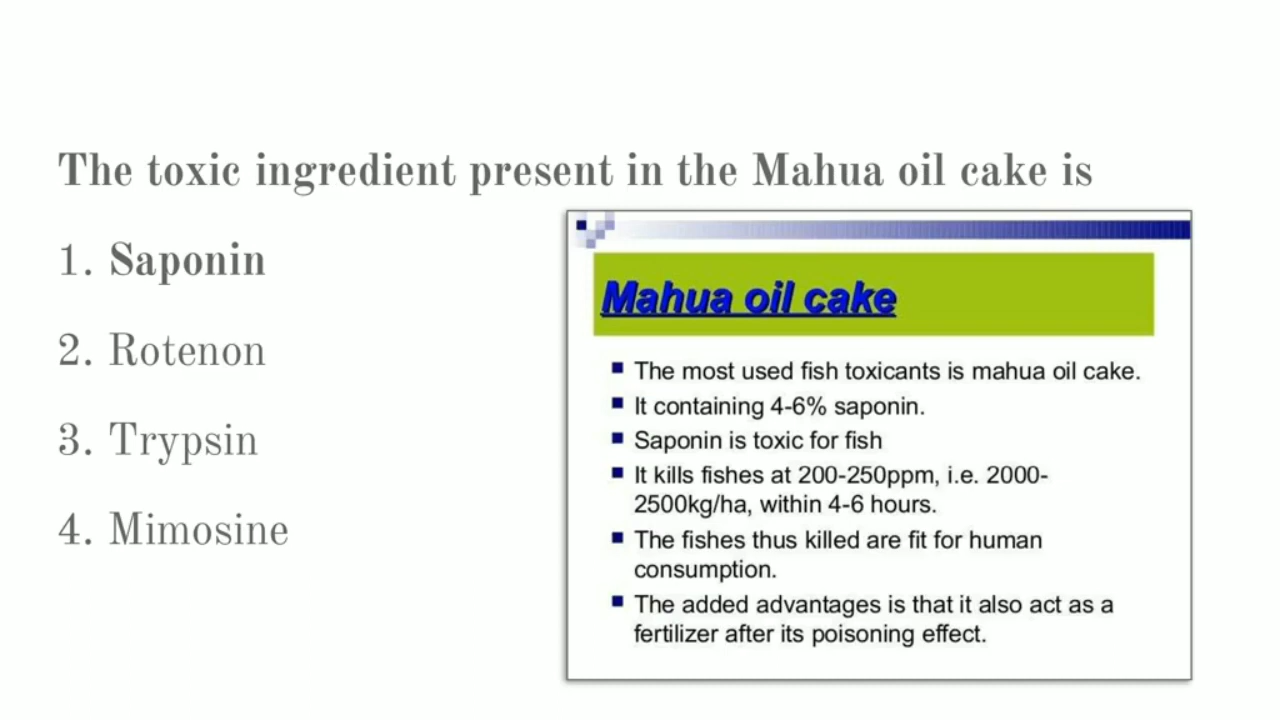 The toxic ingredient present in the Mahua oil cake is
1. Saponin
2. Rotenon
3. Trypsin
4. Mimosine
Mahua oil cake
The most used fish toxicants is mahua oil cake.
It containing 4-6% saponin.
Saponin is toxic for fish
It kills fishes at 200-250ppm, i.e. 2000-
2500kg/ha, within 4-6 hours.
The fishes thus killed are fit for human
consumption.
The added advantages is that it also act as a
fertilizer after its poisoning effect.